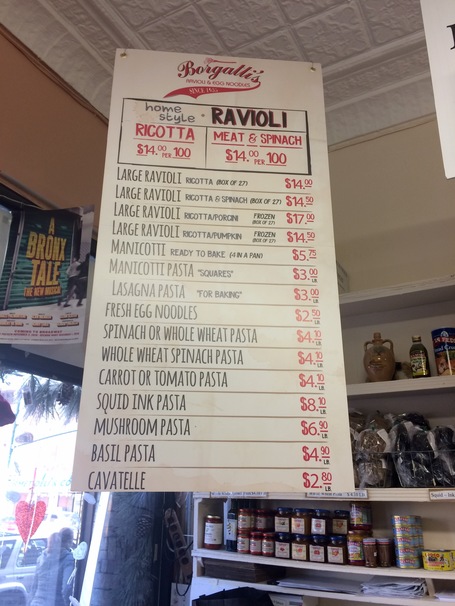 Borgatti's
RAVIOLI & EGG NOODLES
SINCE 1935
home style • RAVIOLI
RICOTTA
$14.00 PER 100
MEAT & SPINACH
$14.00 PER 100
LARGE RAVIOLI RICOTTA (BOX OF 27) $14.00
LARGE RAVIOLI RICOTTA & SPINACH (BOX OF 27) $14.50
LARGE RAVIOLI RICOTTA/PORCINI FROZEN (BOX OF 27) $17.00
LARGE RAVIOLI RICOTTA/PUMPKIN FROZEN (BOX OF 27) $14.50
MANICOTTI READY TO BAKE (4 IN A PAN) $5.75
MANICOTTI PASTA "SQUARES" $3.00 LB
LASAGNA PASTA "FOR BAKING" $3.00 LB
FRESH EGG NOODLES $2.50 LB
SPINACH OR WHOLE WHEAT PASTA $4.10 LB
WHOLE WHEAT SPINACH PASTA $4.10 LB
CARROT OR TOMATO PASTA $4.10 LB
SQUID INK PASTA $8.10 LB
MUSHROOM PASTA $6.90 LB
BASIL PASTA $4.90 LB
CAVATELLE $2.80 LB
A
BRONX
TALE
THE NEW MUSICAL